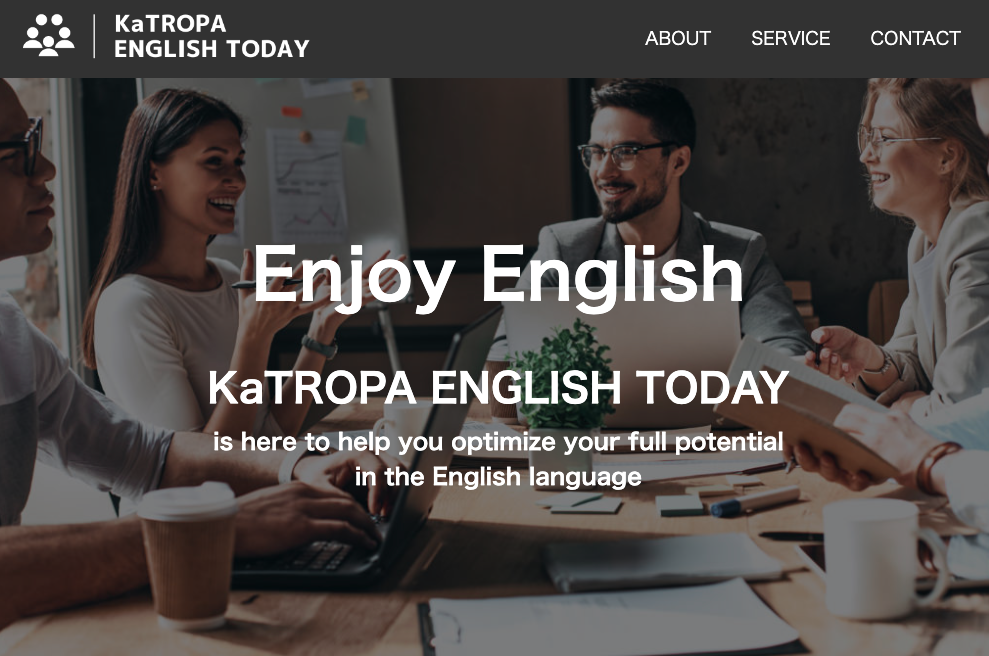 KaTROPA
ENGLISH TODAY
ABOUT SERVICE CONTACT
Enjoy English
KaTROPA ENGLISH TODAY
is here to help you optimize your full potential
in the English language